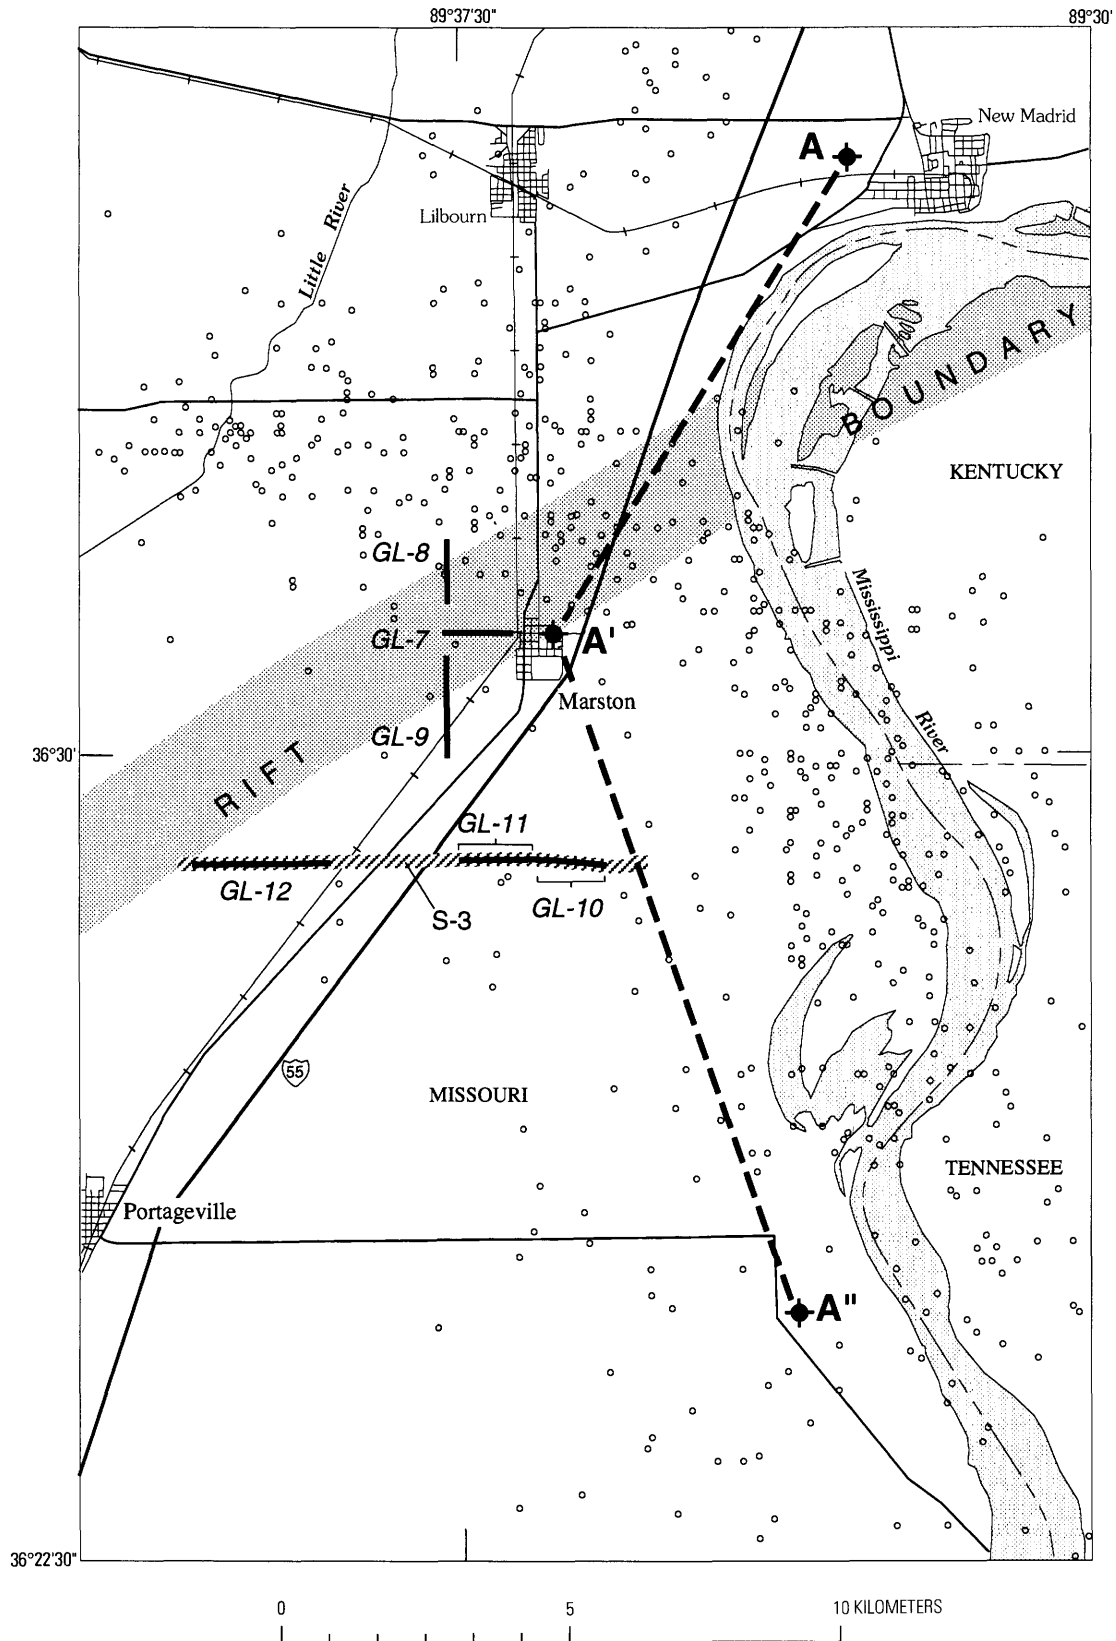 89°37'30"
89°30'
New Madrid
A
Lilbourn
Little River
BOUNDARY
KENTUCKY
GL-8
Mississippi
GL-7
A'
Marston
River
GL-9
36°30'
RIFT
GL-11
GL-12
GL-10
S-3
55
MISSOURI
TENNESSEE
Portageville
A"
36°22'30"
0
5
10 KILOMETERS